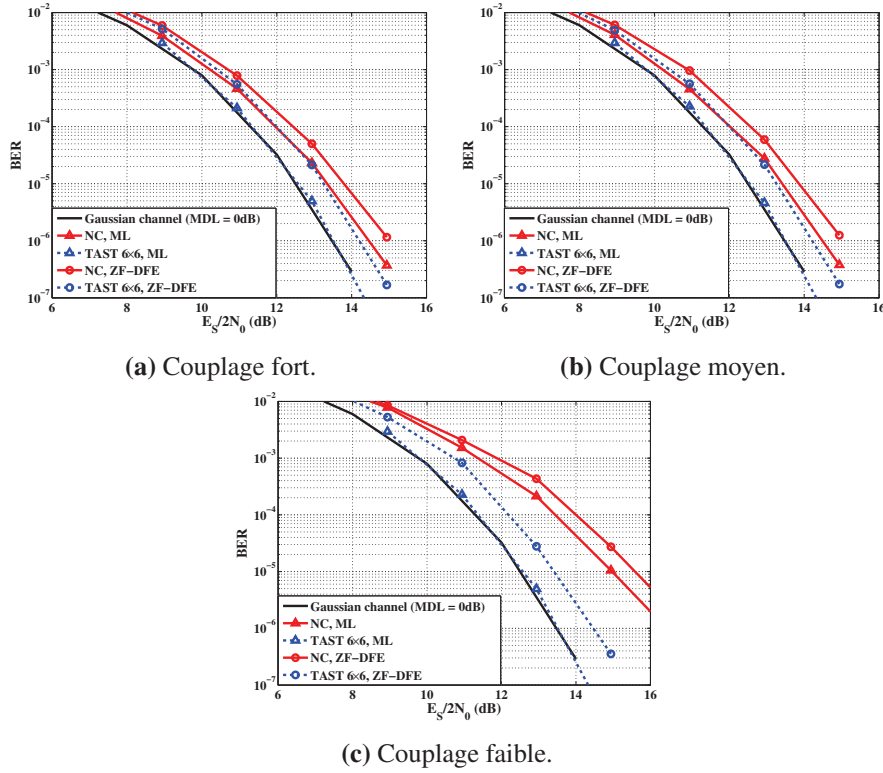 10⁻²
10⁻³
10⁻⁴
10⁻⁵
10⁻⁶
10⁻⁷
BER
Gaussian channel (MDL = 0dB)
NC, ML
TAST 6×6, ML
NC, ZF−DFE
TAST 6×6, ZF−DFE
6 8 10 12 14 16
E_S/2N_0 (dB)
(a) Couplage fort.
10⁻²
10⁻³
10⁻⁴
10⁻⁵
10⁻⁶
10⁻⁷
BER
Gaussian channel (MDL = 0dB)
NC, ML
TAST 6×6, ML
NC, ZF−DFE
TAST 6×6, ZF−DFE
6 8 10 12 14 16
E_S/2N_0 (dB)
(b) Couplage moyen.
10⁻²
10⁻³
10⁻⁴
10⁻⁵
10⁻⁶
10⁻⁷
BER
Gaussian channel (MDL = 0dB)
NC, ML
TAST 6×6, ML
NC, ZF−DFE
TAST 6×6, ZF−DFE
6 8 10 12 14 16
E_S/2N_0 (dB)
(c) Couplage faible.